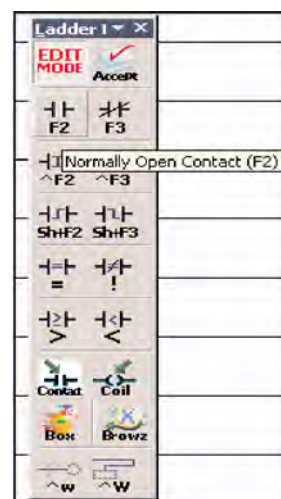 Ladder I
EDIT MODE Accept
F2 F3
Normally Open Contact (F2)
^F2 ^F3
Sh+F2 Sh+F3
= !
> <
Contact Coil
Box Browz
^w ^W